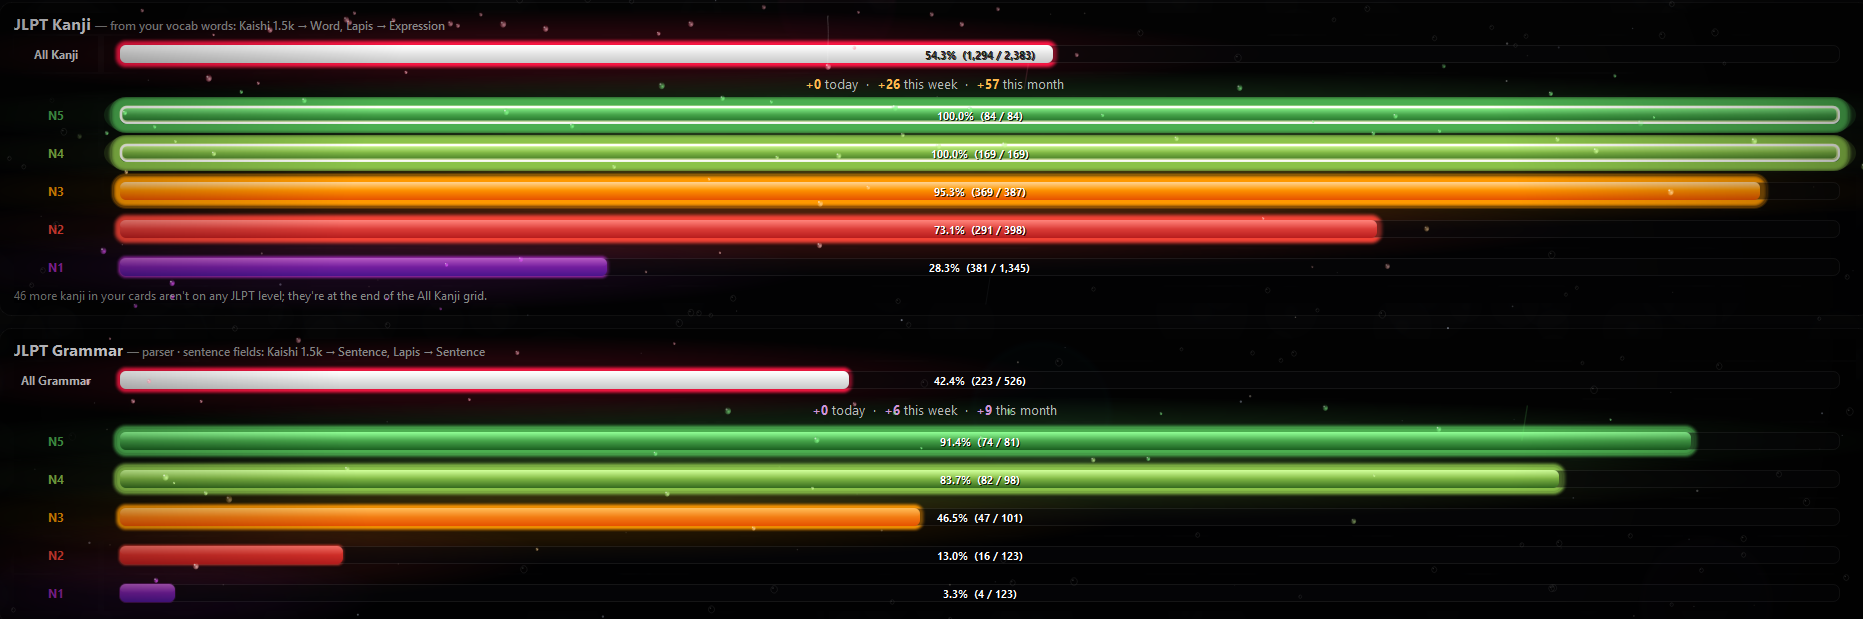 JLPT Kanji — from your vocab words: Kaishi 1.5k → Word, Lapis → Expression
All Kanji 54.3% (1,294 / 2,383)
+0 today · +26 this week · +57 this month
N5 100.0% (84 / 84)
N4 100.0% (169 / 169)
N3 95.3% (369 / 387)
N2 73.1% (291 / 398)
N1 28.3% (381 / 1,345)
46 more kanji in your cards aren't on any JLPT level; they're at the end of the All Kanji grid.
JLPT Grammar — parser · sentence fields: Kaishi 1.5k → Sentence, Lapis → Sentence
All Grammar 42.4% (223 / 526)
+0 today · +6 this week · +9 this month
N5 91.4% (74 / 81)
N4 83.7% (82 / 98)
N3 46.5% (47 / 101)
N2 13.0% (16 / 123)
N1 3.3% (4 / 123)